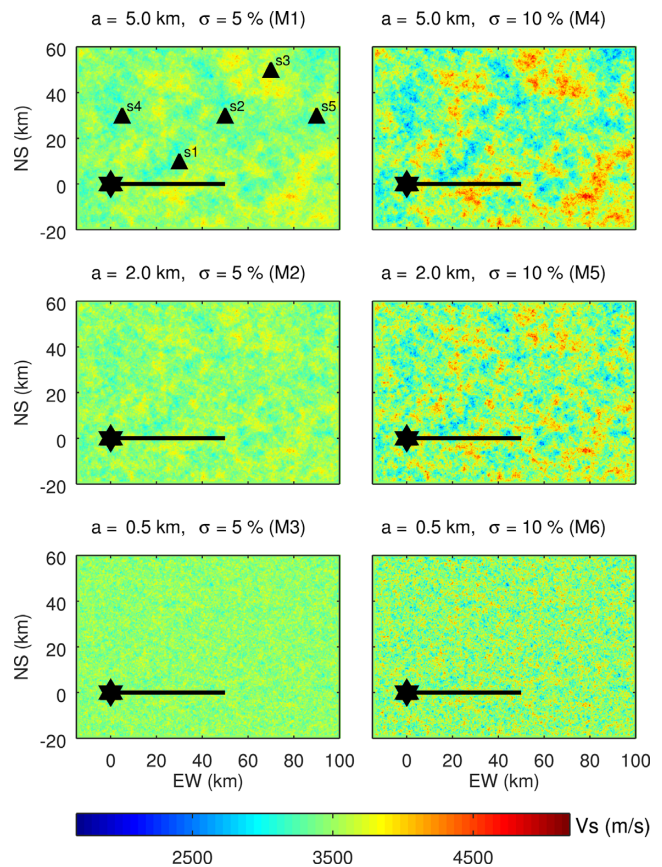 a = 5.0 km, σ = 5 % (M1)
a = 5.0 km, σ = 10 % (M4)
60
40
20
0
-20
NS (km)
s3
s4
s2
s5
s1
a = 2.0 km, σ = 5 % (M2)
a = 2.0 km, σ = 10 % (M5)
60
40
20
0
-20
NS (km)
a = 0.5 km, σ = 5 % (M3)
a = 0.5 km, σ = 10 % (M6)
60
40
20
0
-20
NS (km)
0 20 40 60 80 100
0 20 40 60 80 100
EW (km)
EW (km)
Vs (m/s)
2500 3500 4500